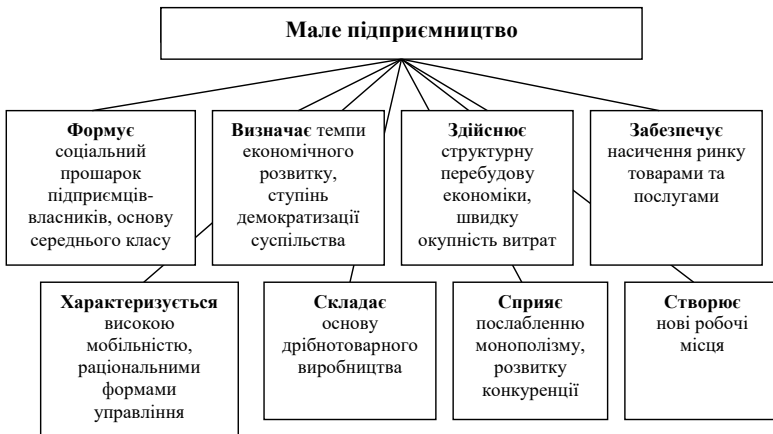 Мале підприємництво
Формує
соціальний
прошарок
підприємців-
власників, основу
середнього класу
Визначає темпи
економічного
розвитку,
ступінь
демократизації
суспільства
Здійснює
структурну
перебудову
економіки,
швидку
окупність витрат
Забезпечує
насичення ринку
товарами та
послугами
Характеризується
високою
мобільністю,
раціональними
формами
управління
Складає
основу
дрібнотоварного
виробництва
Сприяє
послабленню
монополізму,
розвитку
конкуренції
Створює
нові робочі
місця